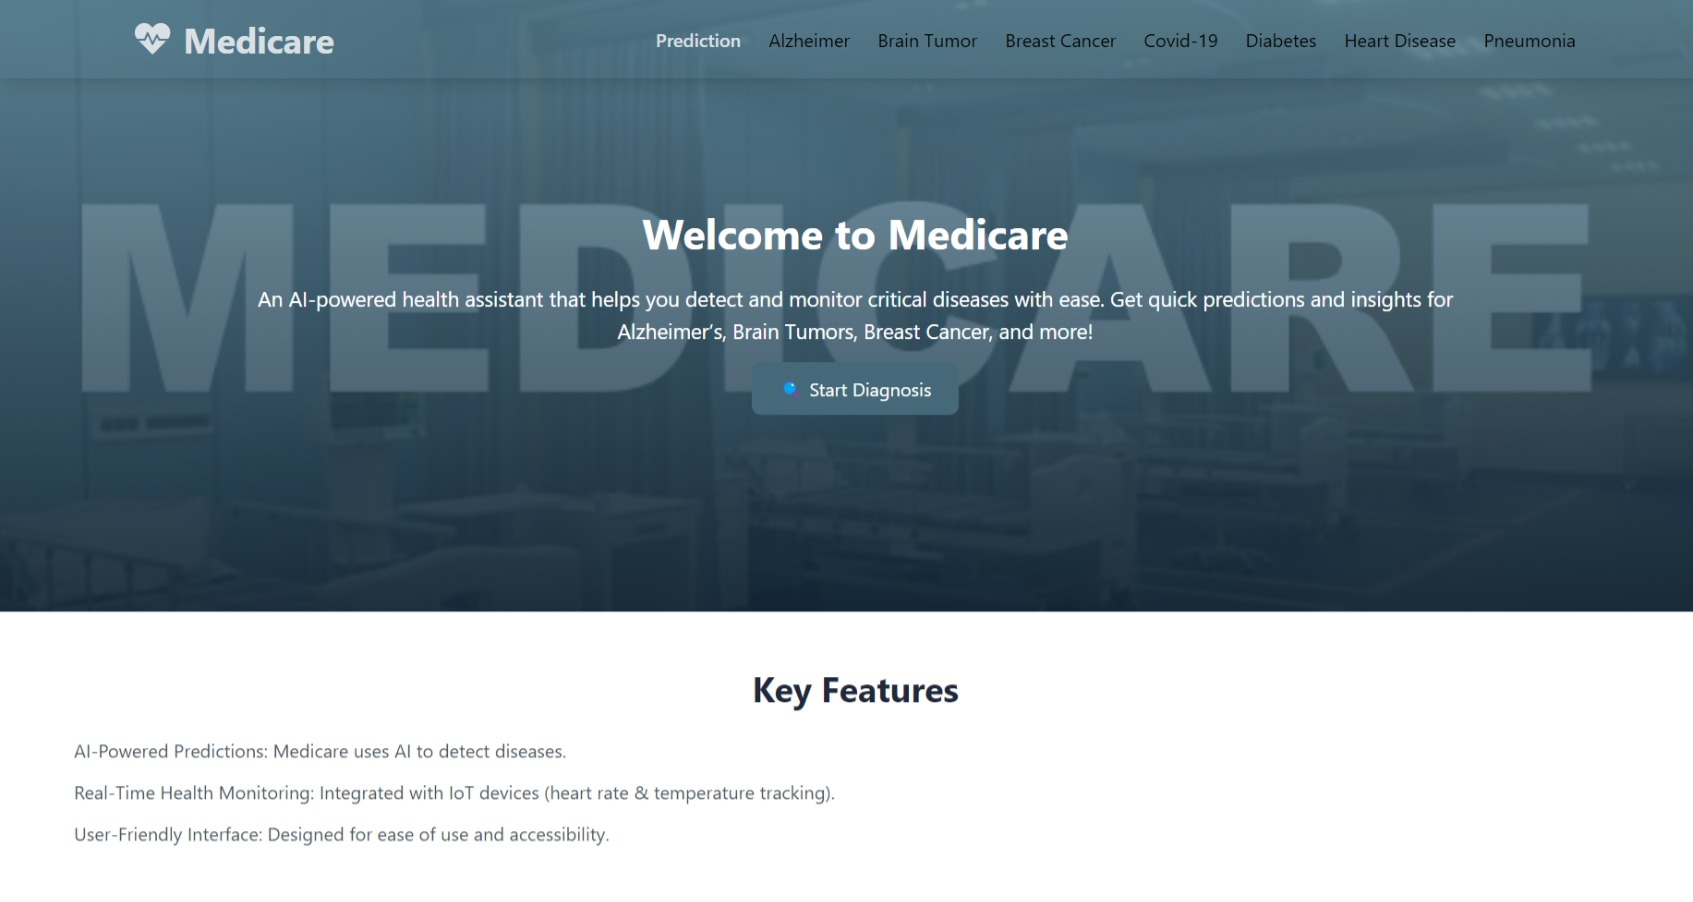 Medicare
Prediction Alzheimer Brain Tumor Breast Cancer Covid-19 Diabetes Heart Disease Pneumonia
MEDICARE
Welcome to Medicare
An AI-powered health assistant that helps you detect and monitor critical diseases with ease. Get quick predictions and insights for
Alzheimer’s, Brain Tumors, Breast Cancer, and more!
Start Diagnosis
Key Features
AI-Powered Predictions: Medicare uses AI to detect diseases.
Real-Time Health Monitoring: Integrated with IoT devices (heart rate & temperature tracking).
User-Friendly Interface: Designed for ease of use and accessibility.